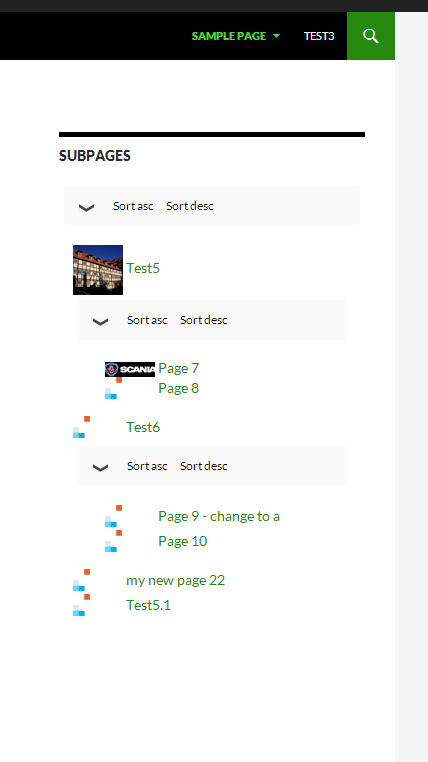 SAMPLE PAGE TEST3
SUBPAGES
Sort asc Sort desc
Test5
Sort asc Sort desc
SCANIA Page 7
Page 8
Test6
Sort asc Sort desc
Page 9 - change to a
Page 10
my new page 22
Test5.1